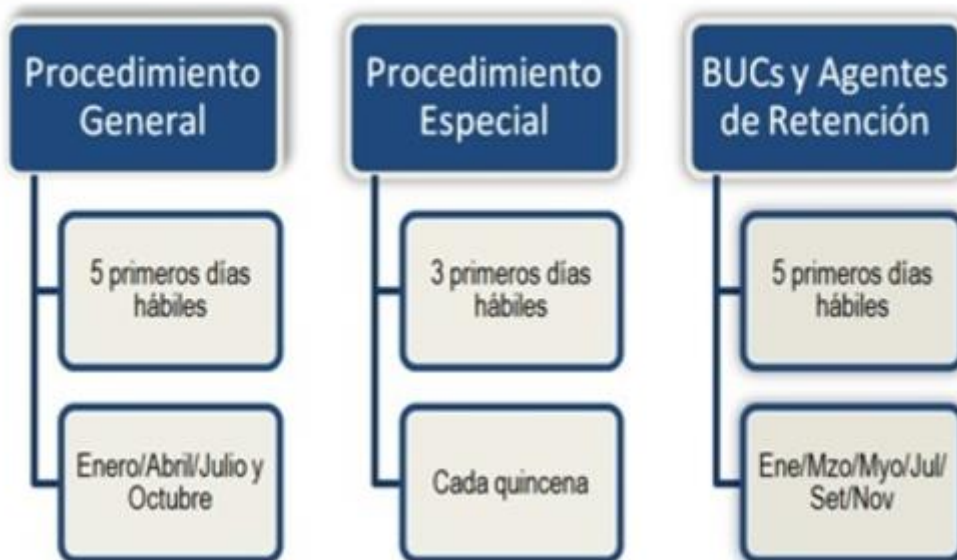 Procedimiento
General
5 primeros días
hábiles
Enero/Abril/Julio y
Octubre
Procedimiento
Especial
3 primeros días
hábiles
Cada quincena
BUCs y Agentes
de Retención
5 primeros días
hábiles
Ene/Mzo/Myo/Jul/
Set/Nov